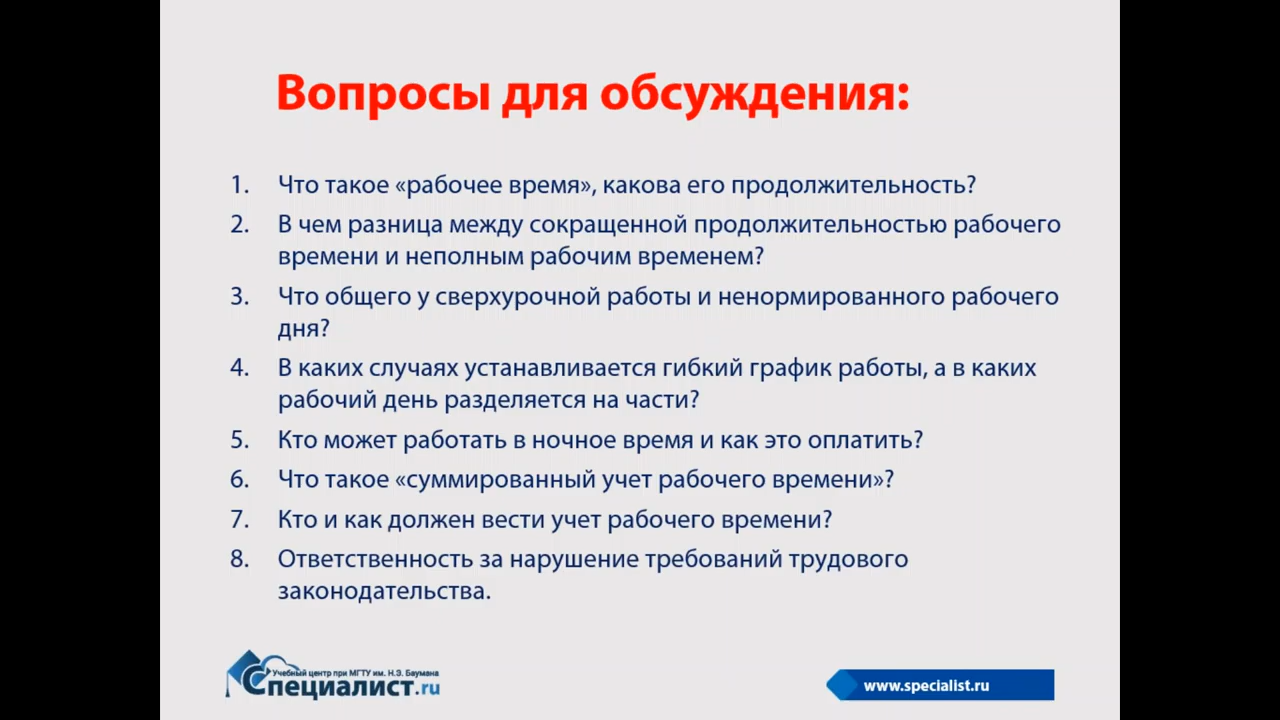 Вопросы для обсуждения:
1. Что такое «рабочее время», какова его продолжительность?
2. В чем разница между сокращенной продолжительностью рабочего
времени и неполным рабочим временем?
3. Что общего у сверхурочной работы и ненормированного рабочего
дня?
4. В каких случаях устанавливается гибкий график работы, а в каких
рабочий день разделяется на части?
5. Кто может работать в ночное время и как это оплатить?
6. Что такое «суммированный учет рабочего времени»?
7. Кто и как должен вести учет рабочего времени?
8. Ответственность за нарушение требований трудового
законодательства.
Учебный центр при МГТУ им. Н.Э. Баумана
Специалист.ru
www.specialist.ru